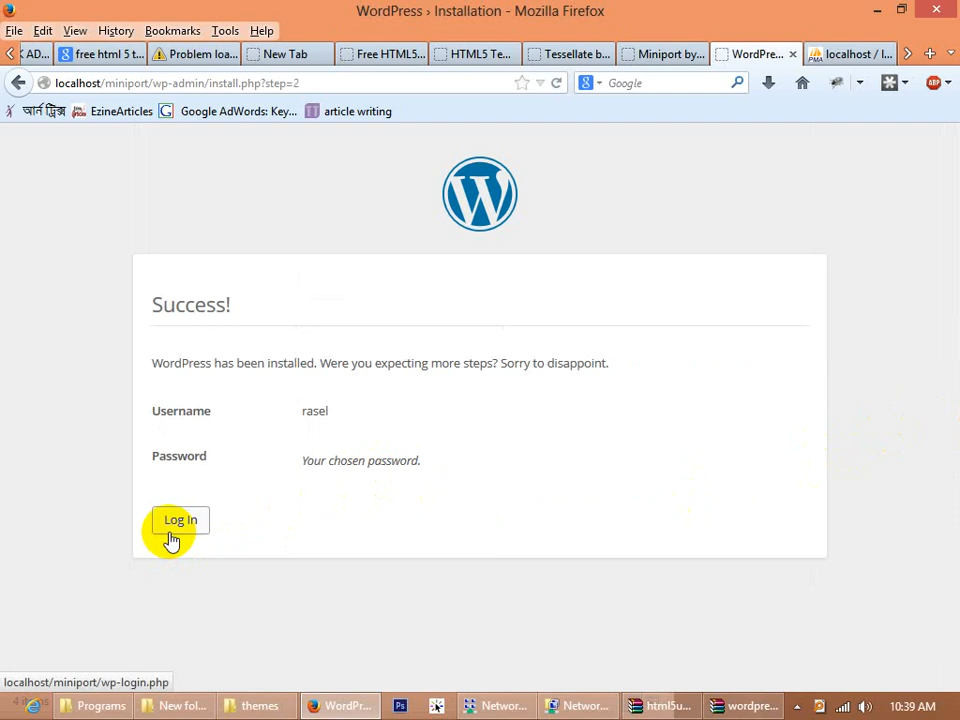 WordPress › Installation - Mozilla Firefox
File Edit View History Bookmarks Tools Help
AD... free html 5 t... Problem loa... New Tab Free HTML5... HTML5 Te... Tessellate b... Miniport by... WordPre... localhost / l...
localhost/miniport/wp-admin/install.php?step=2 Google
আর্ন ট্রিক্স EzineArticles Google AdWords: Key... article writing
Success!
WordPress has been installed. Were you expecting more steps? Sorry to disappoint.
Username rasel
Password Your chosen password.
Log In
localhost/miniport/wp-login.php
Programs New fol... themes WordPr... Ps Networ... Networ... html5u... wordpre... 10:39 AM